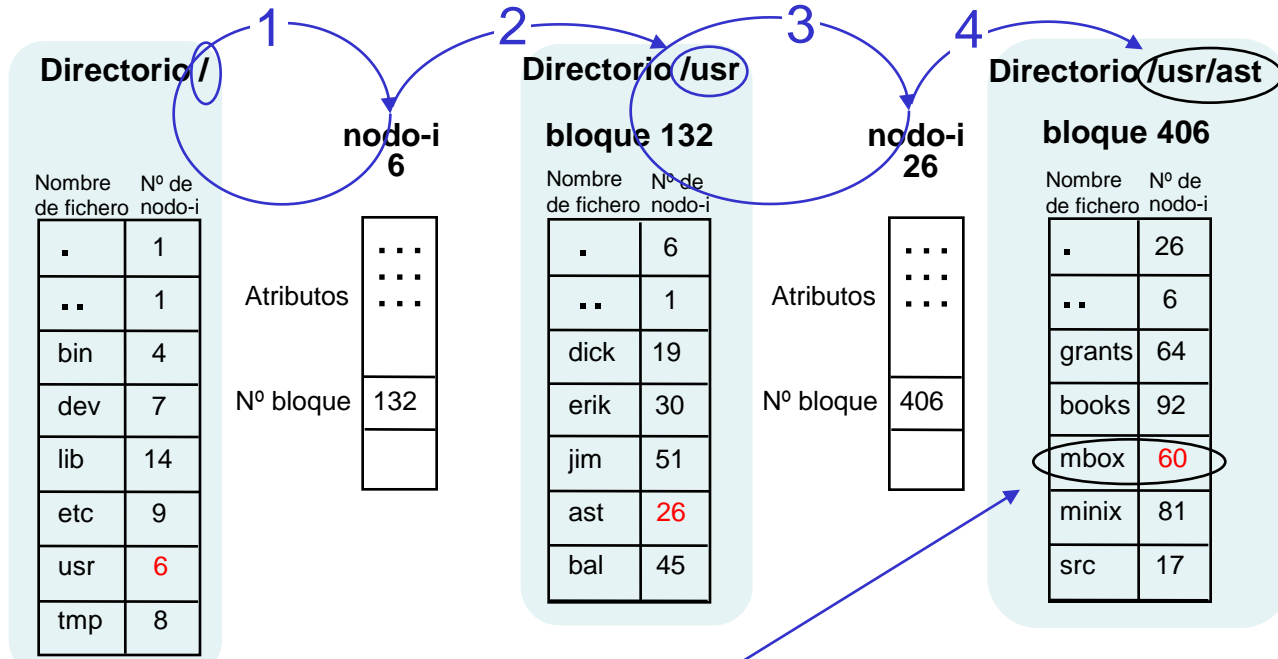 1
2
3
4
Directorio /
nodo-i
6
Directorio /usr
bloque 132
nodo-i
26
Directorio /usr/ast
bloque 406
Nombre de fichero Nº de nodo-i
. 1
.. 1
bin 4
dev 7
lib 14
etc 9
usr 6
tmp 8
Atributos
... 
...
...
Nº bloque 132
Nombre de fichero Nº de nodo-i
. 6
.. 1
dick 19
erik 30
jim 51
ast 26
bal 45
Atributos
...
...
...
Nº bloque 406
Nombre de fichero Nº de nodo-i
. 26
.. 6
grants 64
books 92
mbox 60
minix 81
src 17